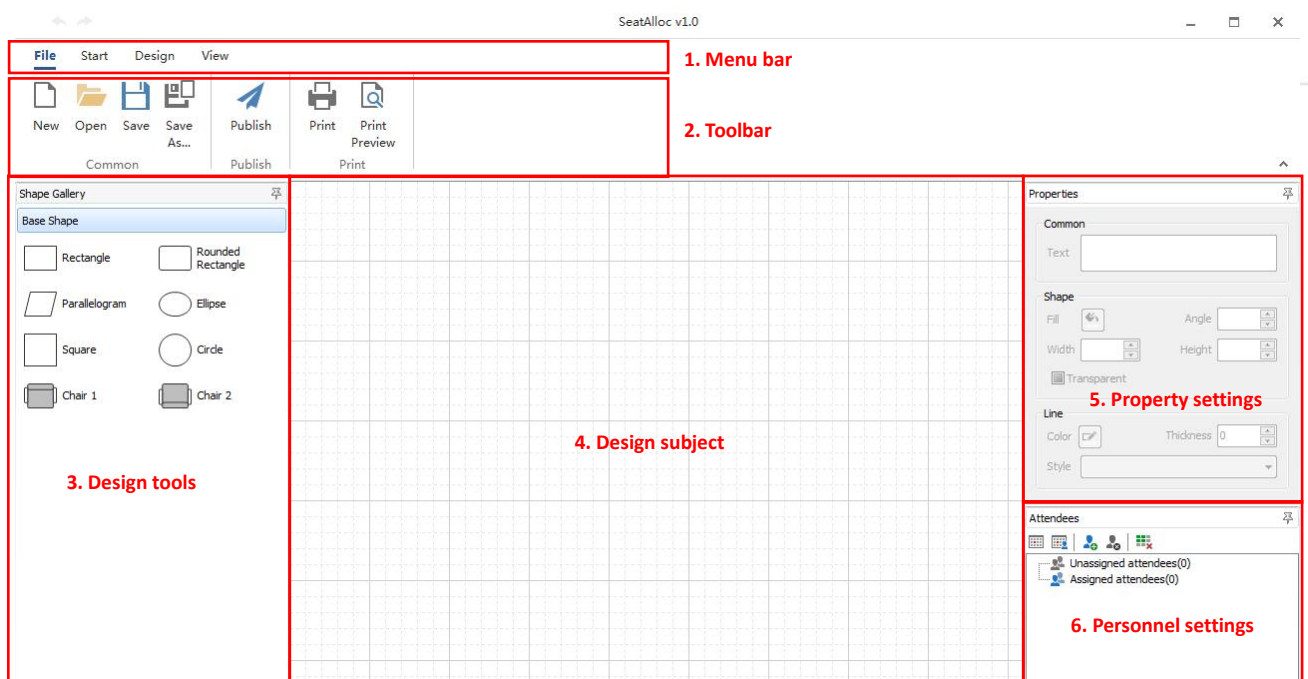 SeatAlloc v1.0
File Start Design View
1. Menu bar
New Open Save Save As... Publish Print Print Preview
2. Toolbar
Common Publish Print
Shape Gallery
Base Shape
Rectangle Rounded Rectangle
Parallelogram Ellipse
Square Circle
Chair 1 Chair 2
3. Design tools
4. Design subject
Properties
Common
Text
Shape
Fill Angle
Width Height
Transparent
5. Property settings
Line
Color Thickness 0
Style
Attendees
Unassigned attendees(0)
Assigned attendees(0)
6. Personnel settings